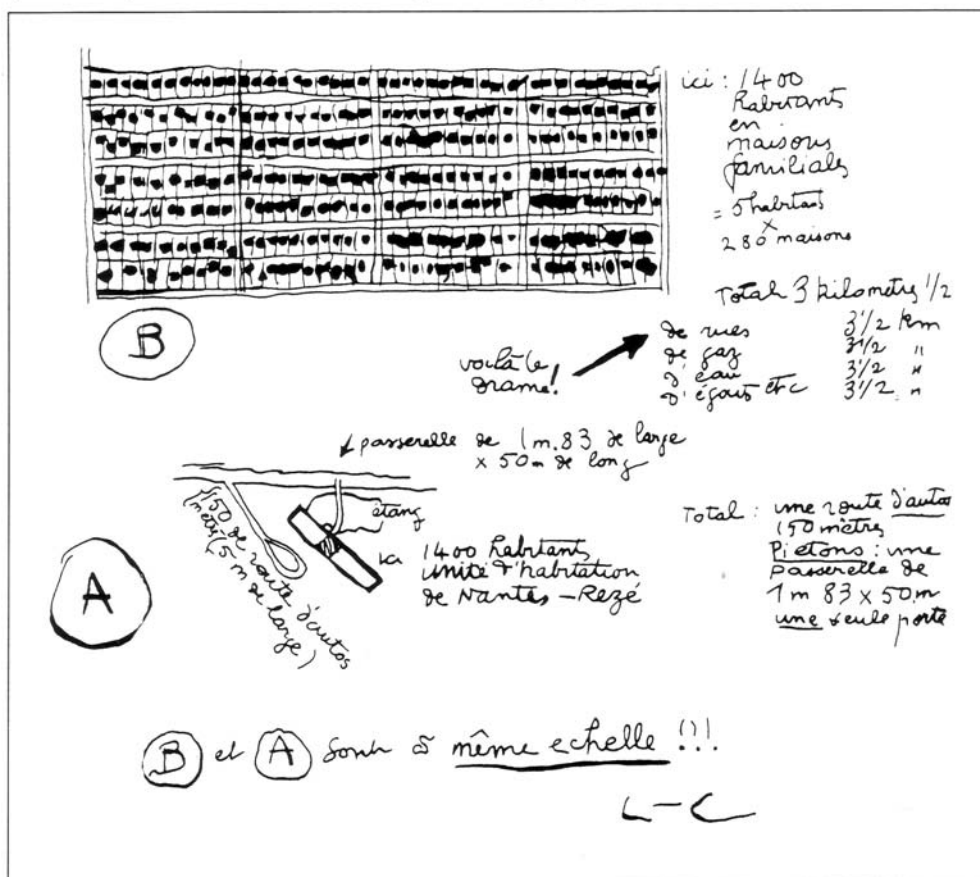 ici : 1400
habitants
en
maisons
familiales
= 5 habitants
×
280 maisons
Total 3 kilometres 1/2
de rues 3 1/2 km
de gaz 3 1/2 "
d'eau 3 1/2 "
d'égouts etc 3 1/2 "
B
voilà le
drame!
passerelle de 1 m. 83 de large
× 50 m de long
150 de route d'autos
mètres (5 m de large)
étang
ici
1400 habitants
Unité d'habitation
de Nantes – Rezé
A
Total : une route d'autos
150 mètres
Piétons : une
passerelle de
1 m 83 × 50 m
une seule porte
B et A sont à même echelle !!!
L–C